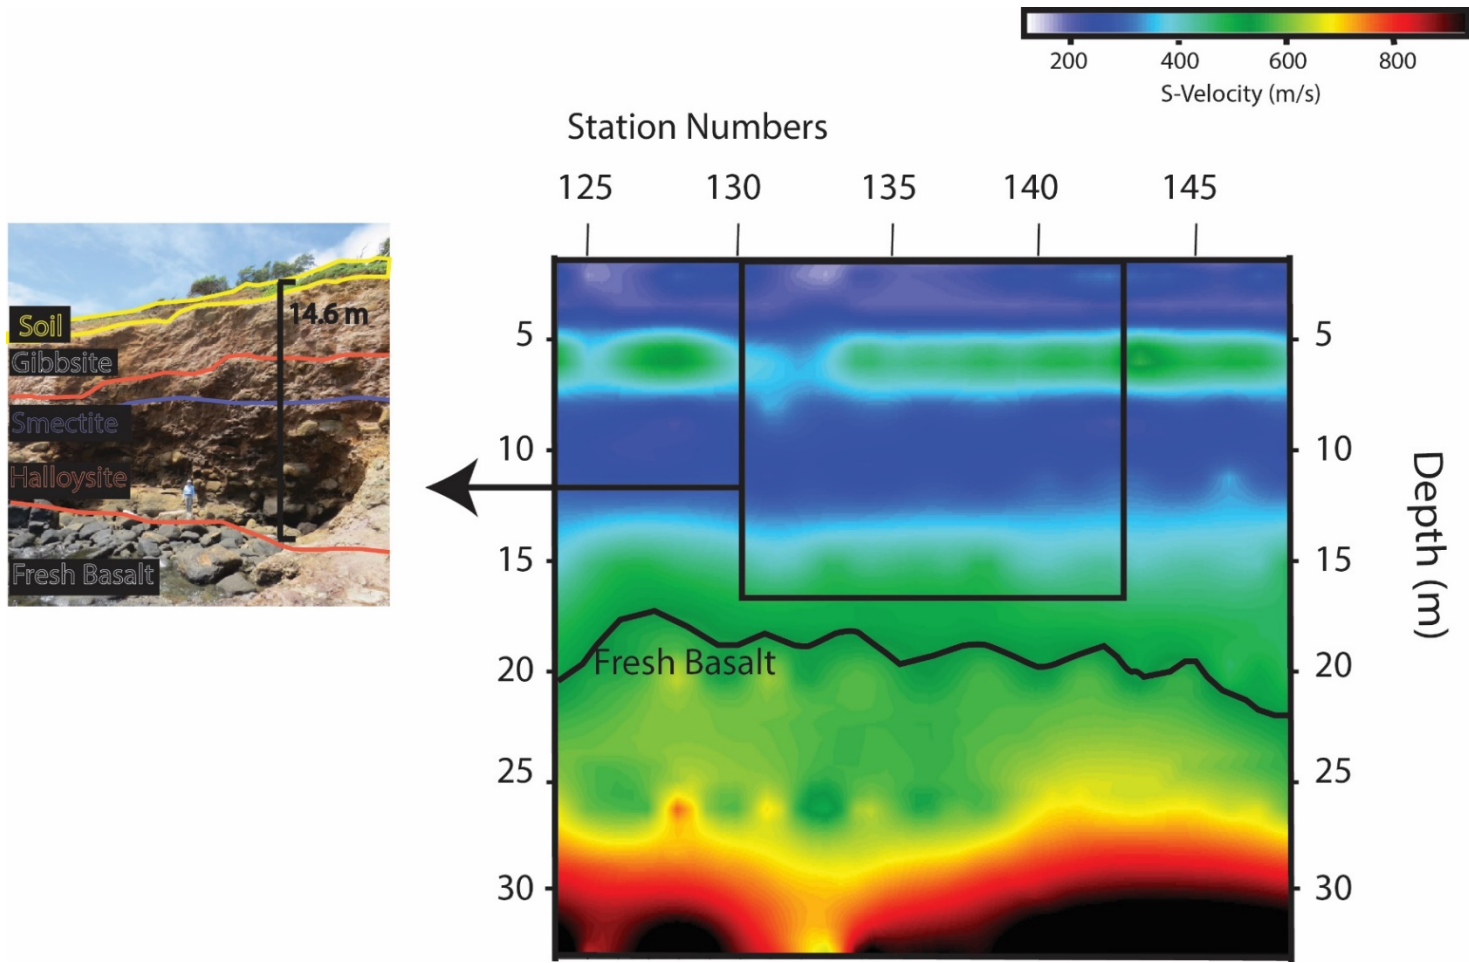 200 400 600 800
S-Velocity (m/s)
Station Numbers
125 130 135 140 145
14.6 m
Soil
Gibbsite
Smectite
Halloysite
Fresh Basalt
5 5
10 10
15 15
Fresh Basalt
20 20
25 25
30 30
Depth (m)